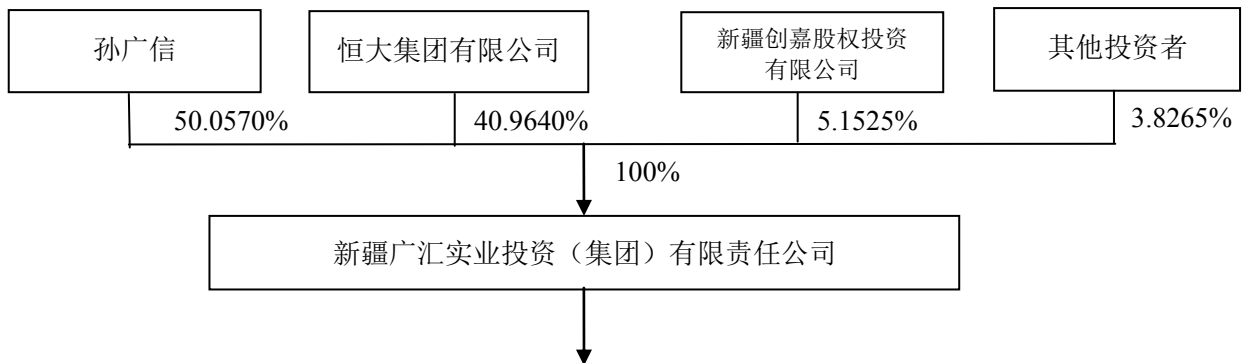 孙广信
恒大集团有限公司
新疆创嘉股权投资
有限公司
其他投资者
50.0570%
40.9640%
5.1525%
3.8265%
100%
新疆广汇实业投资（集团）有限责任公司